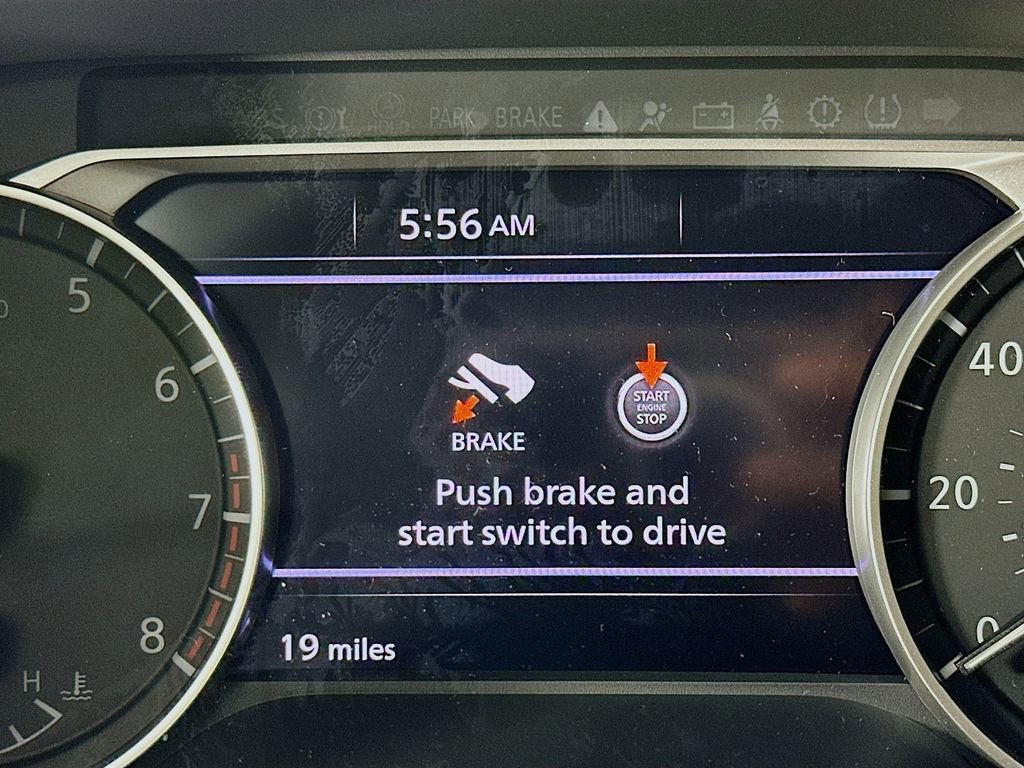 HOLD PARK BRAKE
5:56 AM
5
6
7
8
H
BRAKE
START
ENGINE
STOP
Push brake and
start switch to drive
19 miles
40
20
0